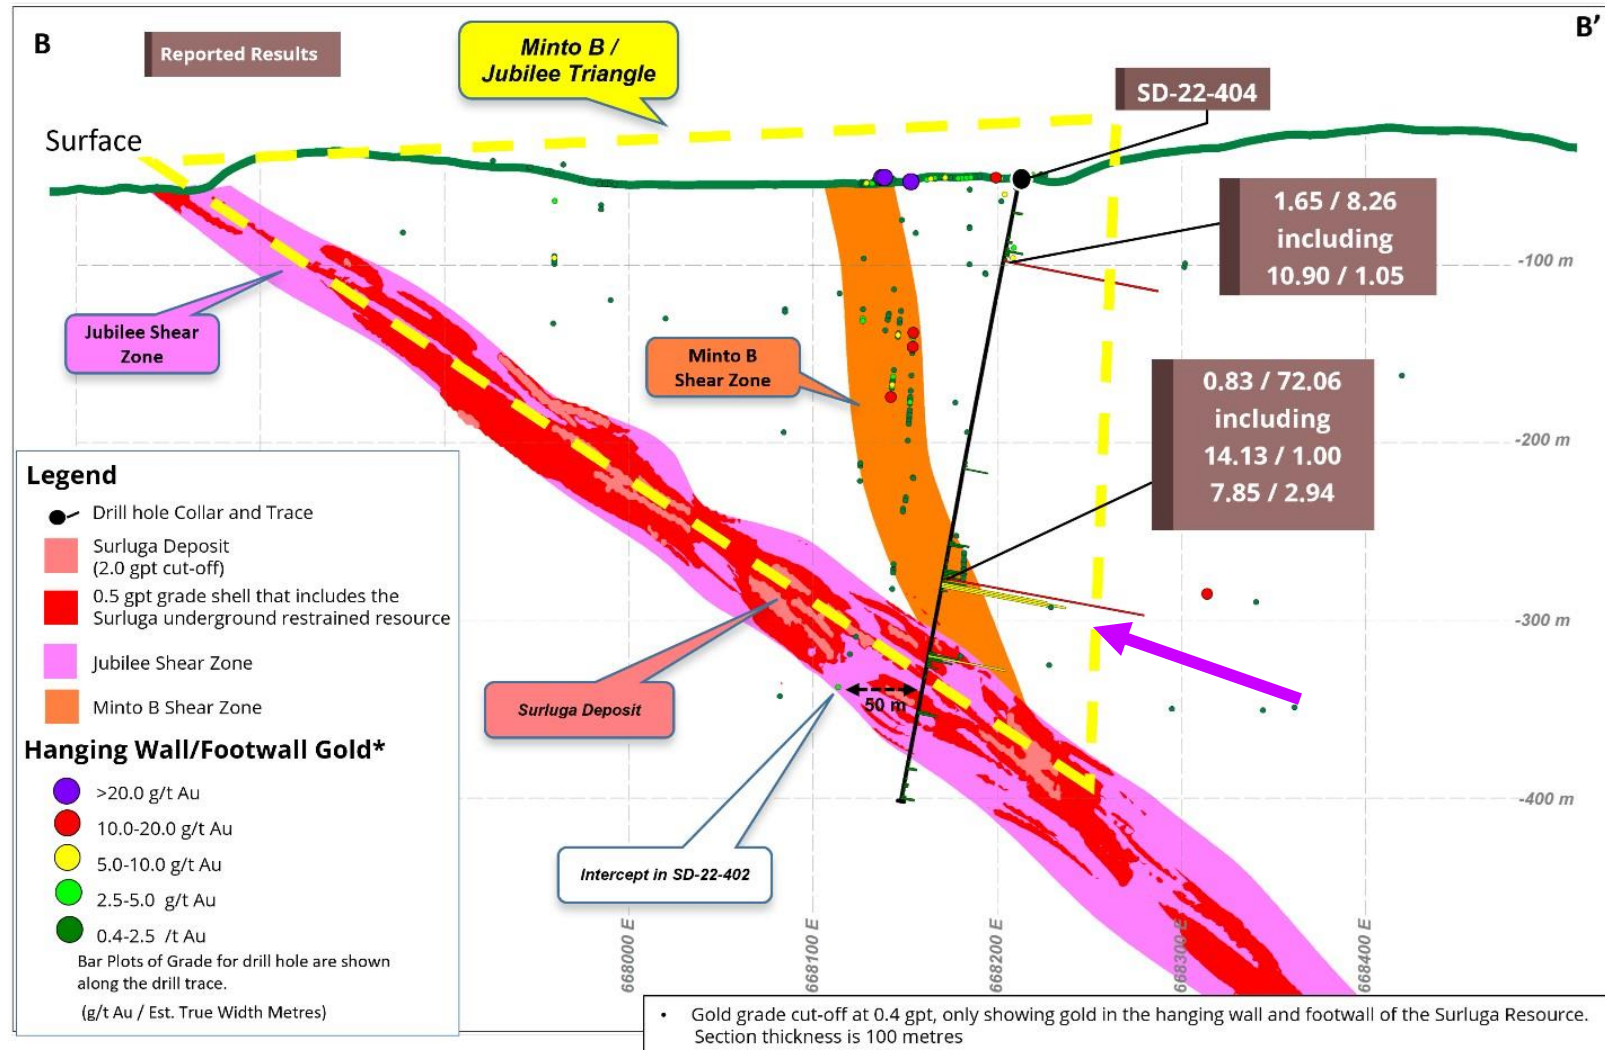 B
B’
Reported Results
Minto B /
Jubilee Triangle
SD-22-404
Surface
1.65 / 8.26
including
10.90 / 1.05
-100 m
Jubilee Shear
Zone
Minto B
Shear Zone
0.83 / 72.06
including
14.13 / 1.00
7.85 / 2.94
-200 m
Legend
Drill hole Collar and Trace
Surluga Deposit
(2.0 gpt cut-off)
0.5 gpt grade shell that includes the
Surluga underground restrained resource
Jubilee Shear Zone
Minto B Shear Zone
-300 m
50 m
Surluga Deposit
Hanging Wall/Footwall Gold*
>20.0 g/t Au
10.0-20.0 g/t Au
5.0-10.0 g/t Au
2.5-5.0 g/t Au
0.4-2.5 /t Au
Bar Plots of Grade for drill hole are shown
along the drill trace.
(g/t Au / Est. True Width Metres)
-400 m
Intercept in SD-22-402
668000 E
668100 E
668200 E
668300 E
668400 E
• Gold grade cut-off at 0.4 gpt, only showing gold in the hanging wall and footwall of the Surluga Resource.
Section thickness is 100 metres